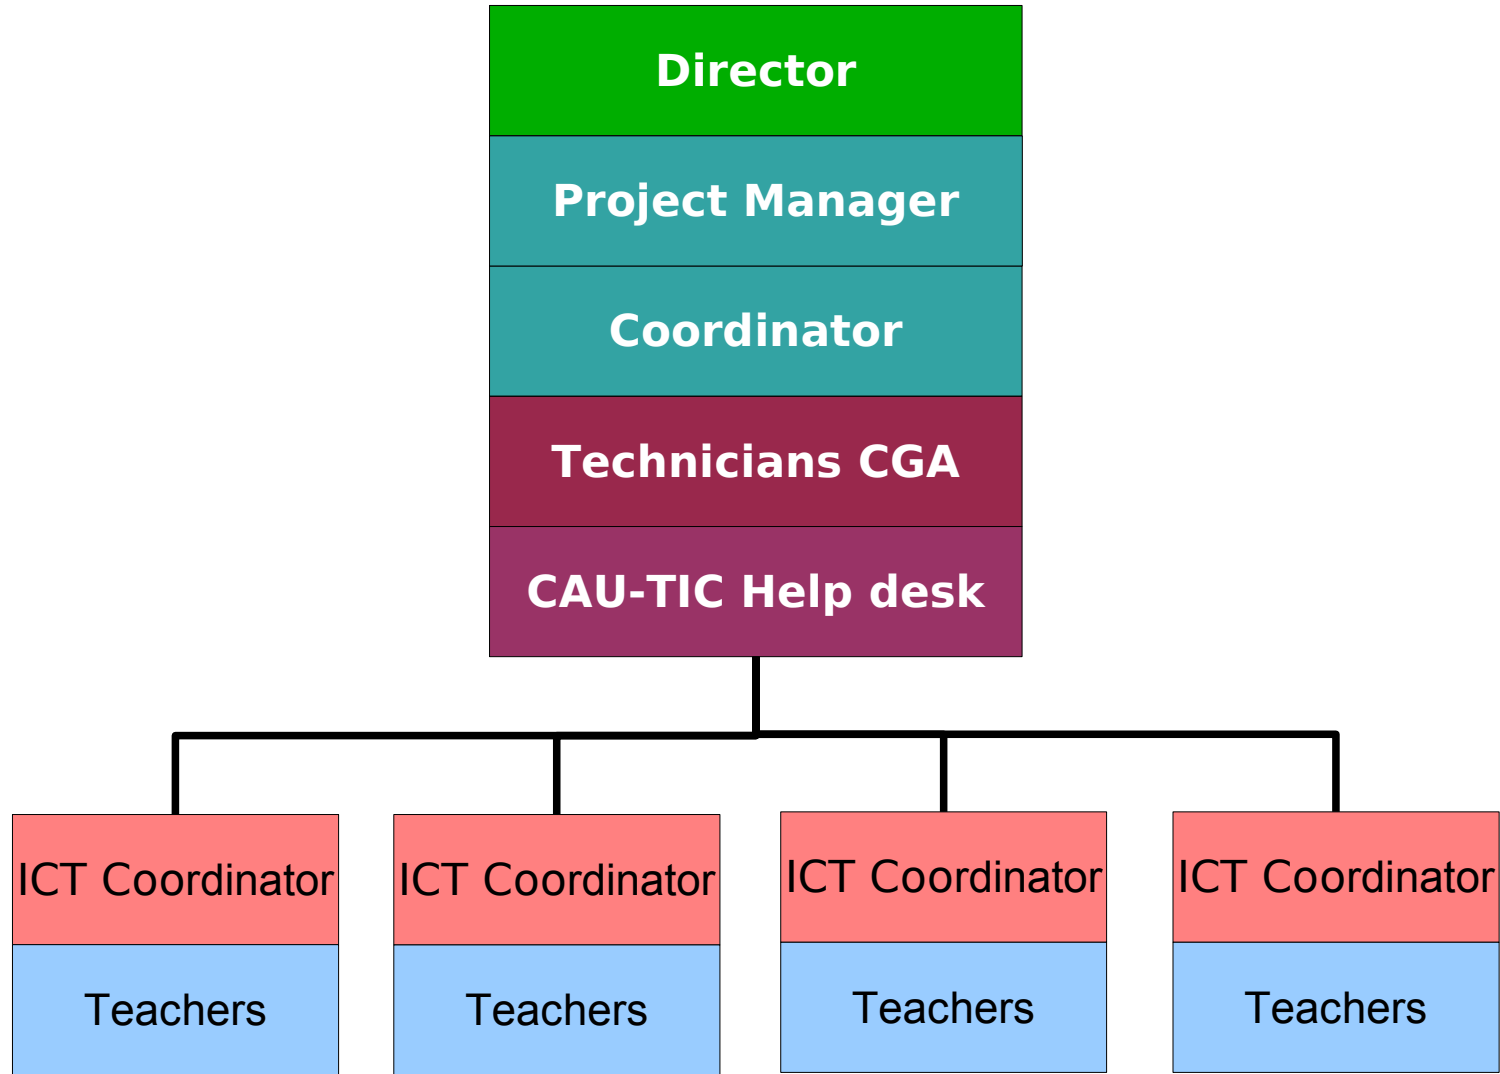 Director
Project Manager
Coordinator
Technicians CGA
CAU-TIC Help desk
ICT Coordinator
ICT Coordinator
ICT Coordinator
ICT Coordinator
Teachers
Teachers
Teachers
Teachers